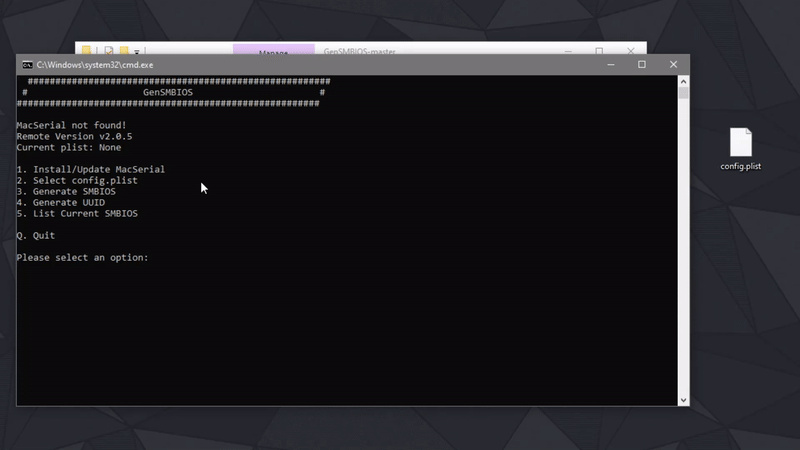 Manage
GenSMBIOS-master
C:\Windows\system32\cmd.exe
#######################################################
# GenSMBIOS #
#######################################################
MacSerial not found!
Remote Version v2.0.5
Current plist: None
1. Install/Update MacSerial
2. Select config.plist
3. Generate SMBIOS
4. Generate UUID
5. List Current SMBIOS
Q. Quit
Please select an option:
config.plist